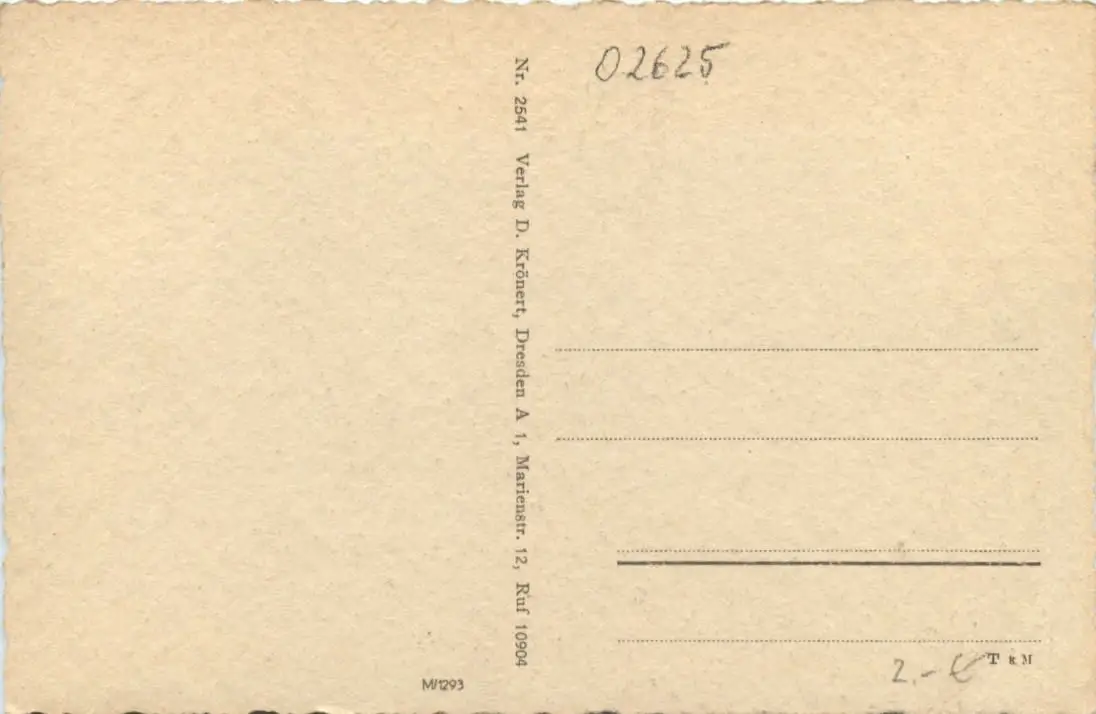 02625
Nr. 2541 Verlag D. Krönert, Dresden A 1, Marienstr. 12, Ruf 10904
M/1293
2.- €
T & M